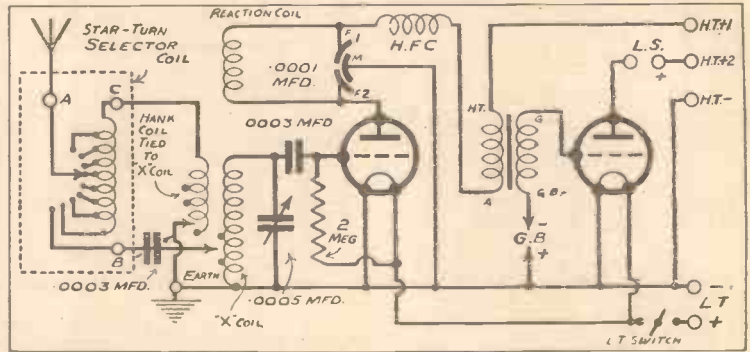 STAR-TURN
SELECTOR
COIL
REACTION COIL
F1
M
F2
.0001
MFD.
H.F.C
H.T.+1
L.S.
+
H.T.+2
H.T.-
A
C
HANK
COIL
TIED
TO
"X" COIL
.0003 MFD
H.T.
G
A
G.B-
-
G.B
+
2
MEG
B
.0003 MFD.
EARTH
"X" COIL
.0005 MFD.
-
L.T
+
L T SWITCH